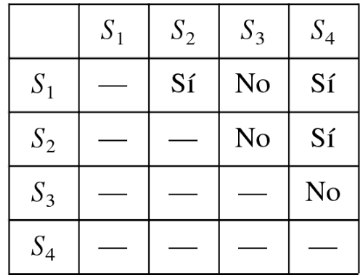 S₁ S₂ S₃ S₄
S₁ — Sí No Sí
S₂ — — No Sí
S₃ — — — No
S₄ — — — —